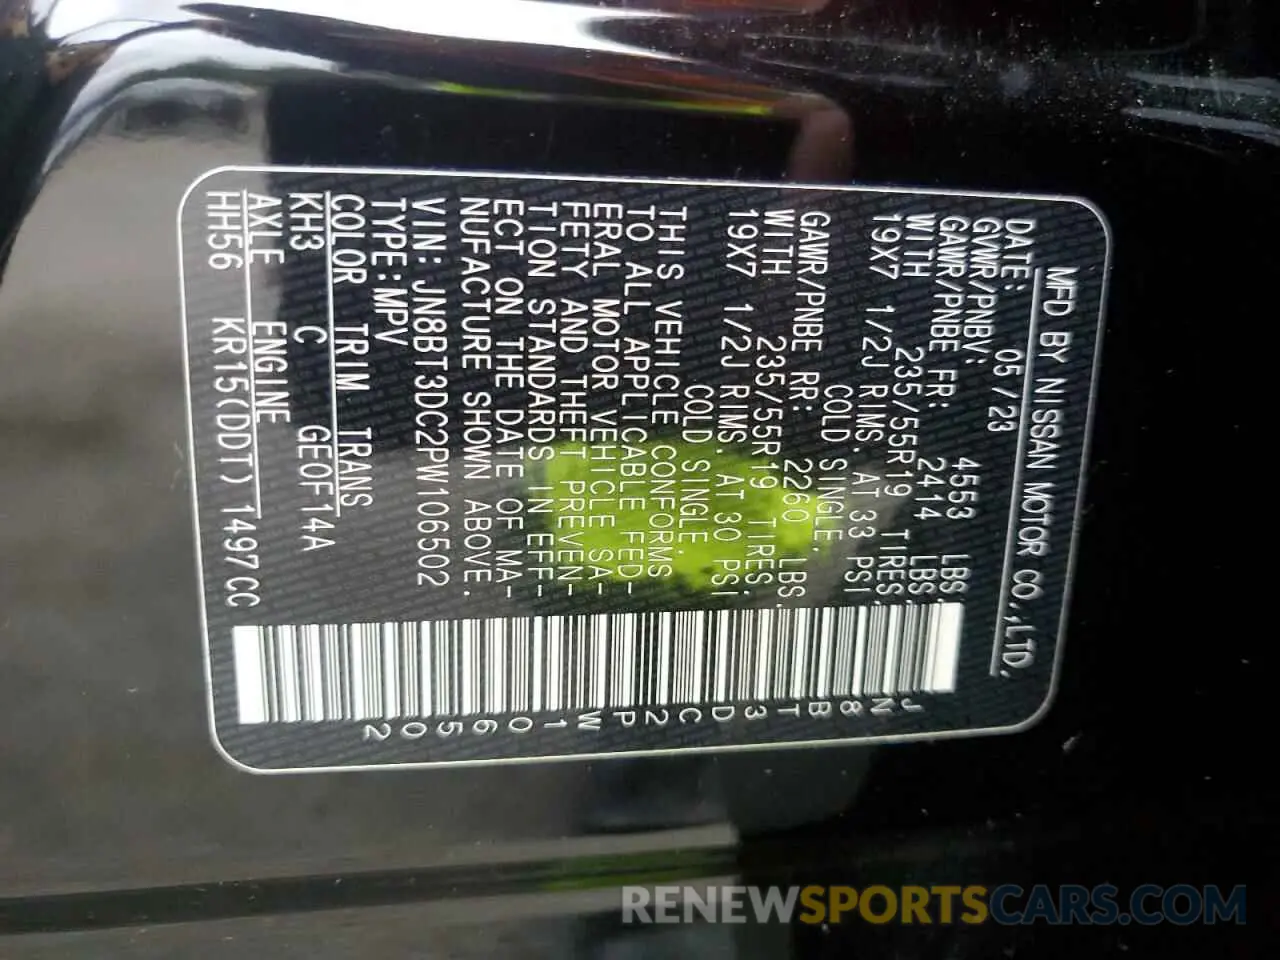 MFD BY NISSAN MOTOR CO.,LTD.
DATE: 05/23
GVWR/PNBV: 4553 LBS.
GAWR/PNBE FR: 2414 LBS.
WITH 235/55R19 TIRES,
19X7 1/2J RIMS. AT 33 PSI
COLD SINGLE.
GAWR/PNBE RR: 2260 LBS.
WITH 235/55R19 TIRES,
19X7 1/2J RIMS. AT 30 PSI
COLD SINGLE.
THIS VEHICLE CONFORMS
TO ALL APPLICABLE FED-
ERAL MOTOR VEHICLE SA-
FETY AND THEFT PREVEN-
TION STANDARDS IN EFF-
ECT ON THE DATE OF MA-
NUFACTURE SHOWN ABOVE.
VIN: JN8BT3DC2PW106502
TYPE: MPV
COLOR TRIM TRANS
KH3 C GE0F14A
AXLE ENGINE
HH56 KR15(DDT) 1497CC
JN8BT3DC2PW106502
RENEWSPORTSCARS.COM